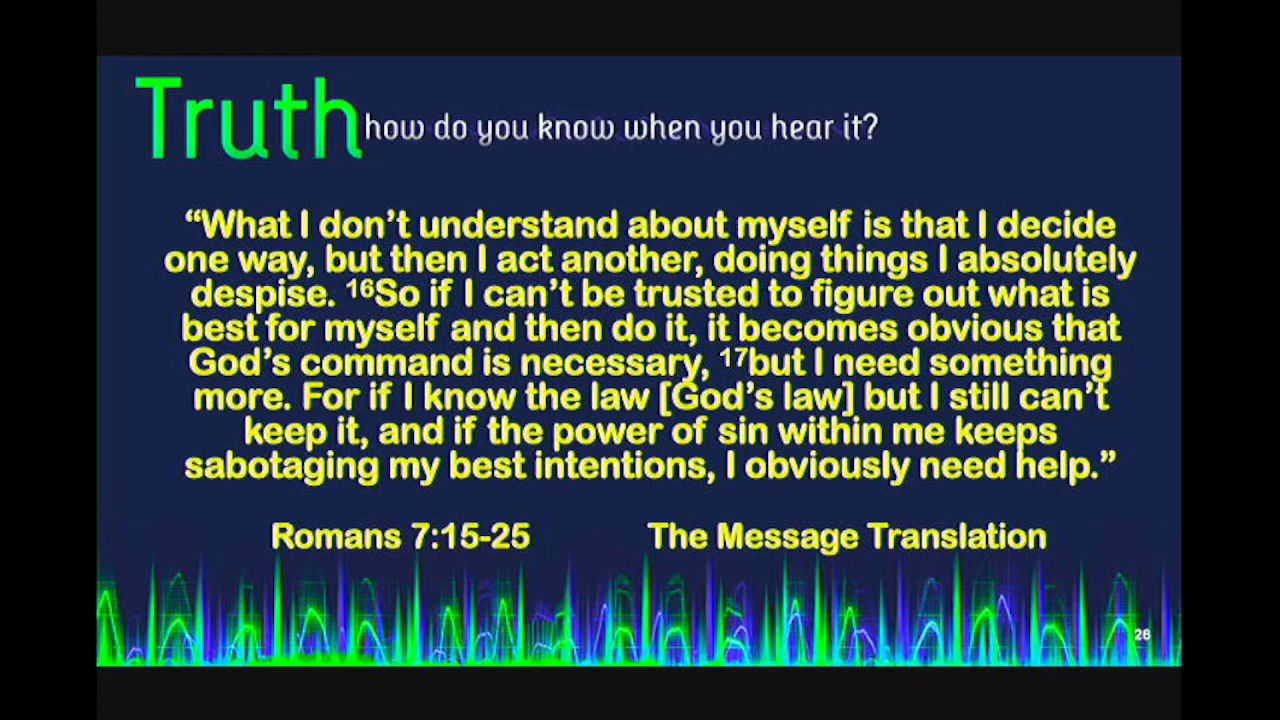 Truth how do you know when you hear it?
“What I don’t understand about myself is that I decide
one way, but then I act another, doing things I absolutely
despise. 16So if I can’t be trusted to figure out what is
best for myself and then do it, it becomes obvious that
God’s command is necessary, 17but I need something
more. For if I know the law [God’s law] but I still can’t
keep it, and if the power of sin within me keeps
sabotaging my best intentions, I obviously need help.”
Romans 7:15-25 The Message Translation
26